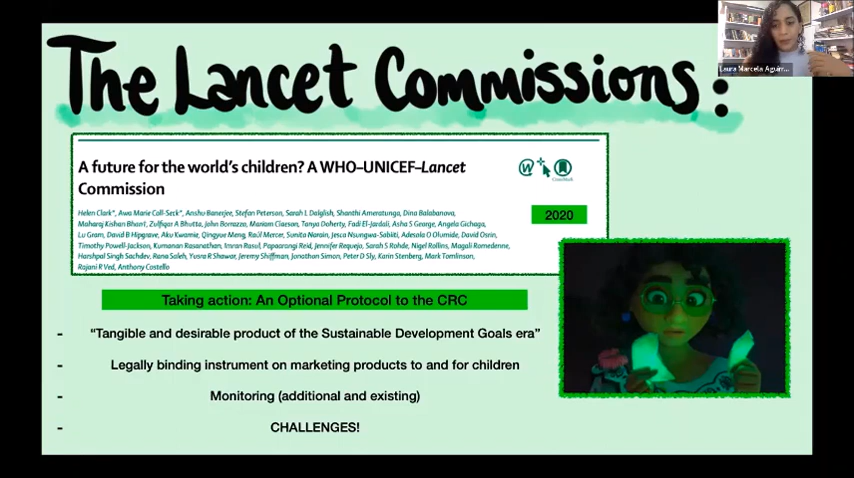 The Lancet Commissions:
Laura Marcela Aguirr...
A future for the world's children? A WHO–UNICEF–Lancet
Commission
2020
Helen Clark*, Awa Marie Coll-Seck*, Anshu Banerjee, Stefan Peterson, Sarah L Dalglish, Shanthi Ameratunga, Dina Balabanova,
Maharaj Kishan Bhan†, Zulfiqar A Bhutta, John Borrazzo, Mariam Claeson, Tanya Doherty, Fadi El-Jardali, Asha S George, Angela Gichaga,
Lu Gram, David B Hipgrave, Aku Kwamie, Qingyue Meng, Raúl Mercer, Sunita Narain, Jesca Nsungwa-Sabiiti, Adesola O Olumide, David Osrin,
Timothy Powell-Jackson, Kumanan Rasanathan, Imran Rasul, Papaarangi Reid, Jennifer Requejo, Sarah S Rohde, Nigel Rollins, Magali Romedenne,
Harshpal Singh Sachdev, Rana Saleh, Yusra R Shawar, Jeremy Shiffman, Jonathon Simon, Peter D Sly, Karin Stenberg, Mark Tomlinson,
Rajani R Ved, Anthony Costello
Taking action: An Optional Protocol to the CRC
- "Tangible and desirable product of the Sustainable Development Goals era"
- Legally binding instrument on marketing products to and for children
- Monitoring (additional and existing)
- CHALLENGES!